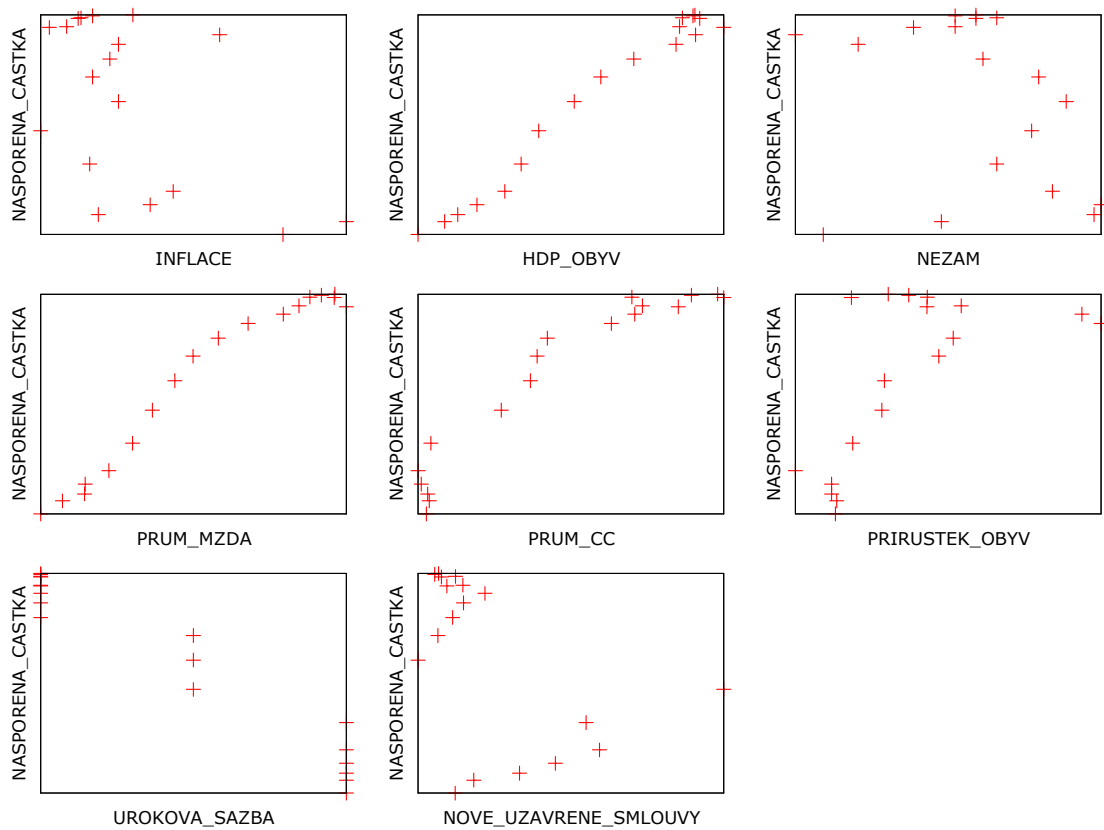 NASPORENA_CASTKA
INFLACE
NASPORENA_CASTKA
HDP_OBYV
NASPORENA_CASTKA
NEZAM
NASPORENA_CASTKA
PRUM_MZDA
NASPORENA_CASTKA
PRUM_CC
NASPORENA_CASTKA
PRIRUSTEK_OBYV
NASPORENA_CASTKA
UROKOVA_SAZBA
NASPORENA_CASTKA
NOVE_UZAVRENE_SMLOUVY